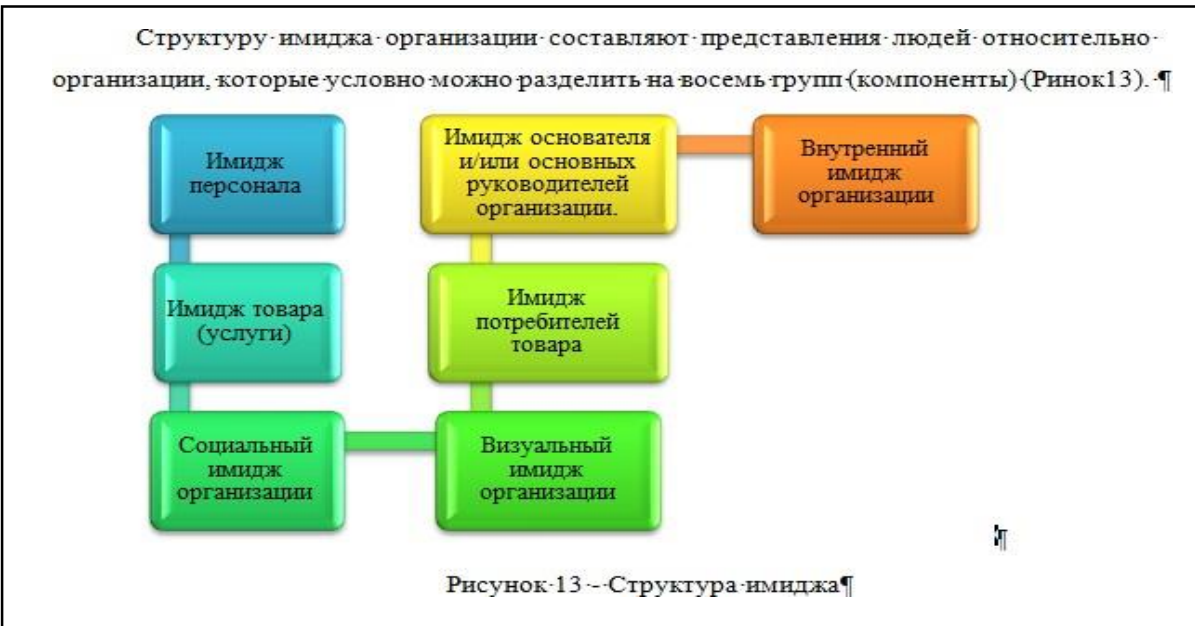 Структуру·имиджа·организации·составляют·представления·людей·относительно·
организации,·которые·условно·можно·разделить·на·восемь·групп·(компоненты)·(Ринок13).·¶
Имидж
персонала
Имидж товара
(услуги)
Социальный
имидж
организации
Визуальный
имидж
организации
Имидж
потребителей
товара
Имидж основателя
и/или основных
руководителей
организации.
Внутренний
имидж
организации
¶
Рисунок·13·-·Структура·имиджа¶